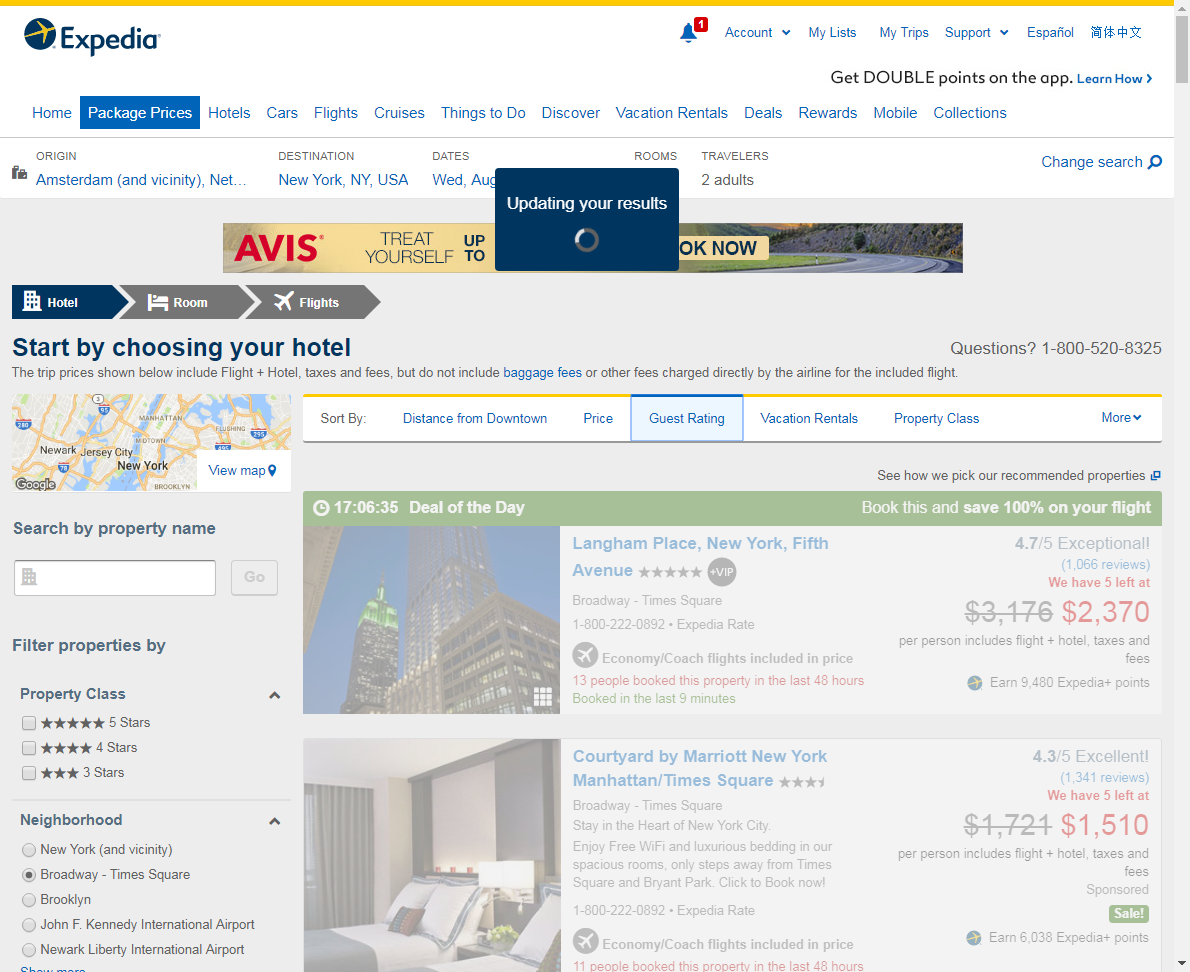 Expedia
1
Account
My Lists
My Trips
Support
Español
简体中文
Get DOUBLE points on the app. Learn How
Home
Package Prices
Hotels
Cars
Flights
Cruises
Things to Do
Discover
Vacation Rentals
Deals
Rewards
Mobile
Collections
ORIGIN
Amsterdam (and vicinity), Net...
DESTINATION
New York, NY, USA
DATES
Wed, Aug
ROOMS
TRAVELERS
2 adults
Change search
Updating your results
AVIS
TREAT
YOURSELF
UP
TO
OK NOW
Hotel
Room
Flights
Start by choosing your hotel
Questions? 1-800-520-8325
The trip prices shown below include Flight + Hotel, taxes and fees, but do not include baggage fees or other fees charged directly by the airline for the included flight.
MANHATTAN
FLUSHING
MIDTOWN
Newark
Jersey City
New York
BROOKLYN
280
95
3
295
495
78
Google
View map
Sort By:
Distance from Downtown
Price
Guest Rating
Vacation Rentals
Property Class
More
See how we pick our recommended properties
Search by property name
Go
Filter properties by
Property Class
★★★★★ 5 Stars
★★★★ 4 Stars
★★★ 3 Stars
Neighborhood
New York (and vicinity)
Broadway - Times Square
Brooklyn
John F. Kennedy International Airport
Newark Liberty International Airport
Show more
17:06:35 Deal of the Day
Book this and save 100% on your flight
Langham Place, New York, Fifth
Avenue ★★★★★ +VIP
Broadway - Times Square
1-800-222-0892 • Expedia Rate
Economy/Coach flights included in price
13 people booked this property in the last 48 hours
Booked in the last 9 minutes
4.7/5 Exceptional!
(1,066 reviews)
We have 5 left at
$3,176 $2,370
per person includes flight + hotel, taxes and
fees
Earn 9,480 Expedia+ points
Courtyard by Marriott New York
Manhattan/Times Square
Broadway - Times Square
Stay in the Heart of New York City.
Enjoy Free WiFi and luxurious bedding in our
spacious rooms, only steps away from Times
Square and Bryant Park. Click to Book now!
1-800-222-0892 • Expedia Rate
Economy/Coach flights included in price
11 people booked this property in the last 48 hours
4.3/5 Excellent!
(1,341 reviews)
We have 5 left at
$1,721 $1,510
per person includes flight + hotel, taxes and
fees
Sponsored
Sale!
Earn 6,038 Expedia+ points